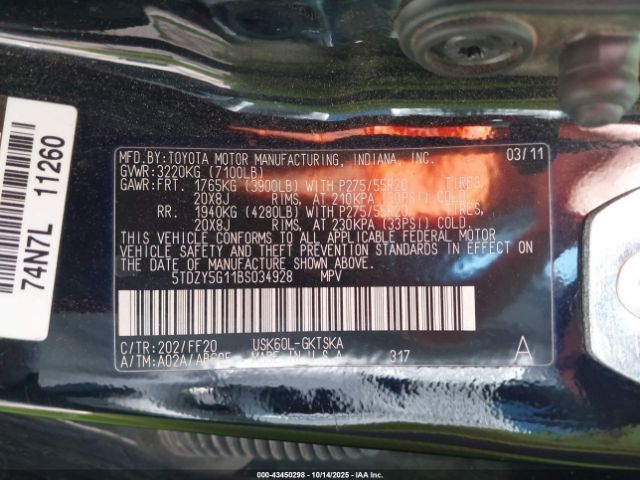 74N7L 11260
MFD.BY:TOYOTA MOTOR MANUFACTURING, INDIANA, INC. 03/11
GVWR:3220KG (7100LB)
GAWR:FRT. 1765KG (3900LB) WITH P275/55R20 TIRES,
20X8J RIMS, AT 210KPA COLD.
RR. 1940KG (4280LB) WITH TIRES,
20X8J RIMS, AT 230KPA (33PSI) COLD
THIS VEHICLE CONFORMS TO ALL APPLICABLE FEDERAL MOTOR
VEHICLE SAFETY AND THEFT PREVENTION STANDARDS IN EFFECT
ON THE DATE OF MANUFACTURE SHOWN ABOVE.
5TDZY5G11BS034928 MPV
C/TR:202/FF20 USK60L-GKTSKA
A/TM:A02A/ MADE IN U.S.A. 317 A
000-43450298 - 10/14/2025 - IAA Inc.